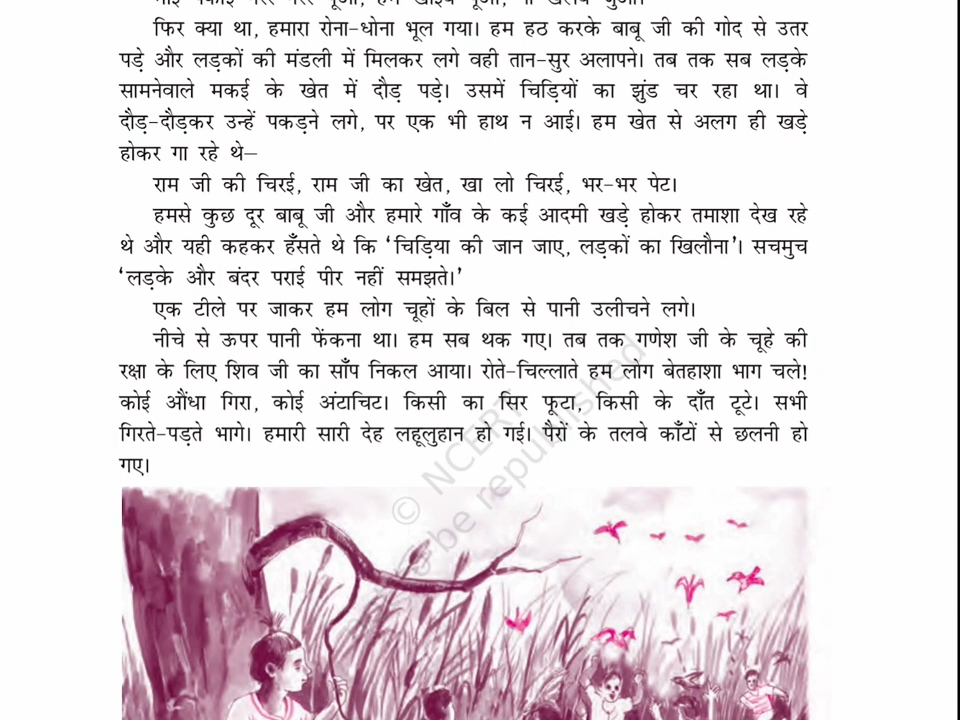 फिर क्या था, हमारा रोना-धोना भूल गया। हम हठ करके बाबू जी की गोद से उतर
पड़े और लड़कों की मंडली में मिलकर लगे वही तान-सुर अलापने। तब तक सब लड़के
सामनेवाले मकई के खेत में दौड़ पड़े। उसमें चिड़ियों का झुंड चर रहा था। वे
दौड़-दौड़कर उन्हें पकड़ने लगे, पर एक भी हाथ न आई। हम खेत से अलग ही खड़े
होकर गा रहे थे–
राम जी की चिरई, राम जी का खेत, खा लो चिरई, भर-भर पेट।
हमसे कुछ दूर बाबू जी और हमारे गाँव के कई आदमी खड़े होकर तमाशा देख रहे
थे और यही कहकर हँसते थे कि ‘चिड़िया की जान जाए, लड़कों का खिलौना’। सचमुच
‘लड़के और बंदर पराई पीर नहीं समझते।’
एक टीले पर जाकर हम लोग चूहों के बिल से पानी उलीचने लगे।
नीचे से ऊपर पानी फेंकना था। हम सब थक गए। तब तक गणेश जी के चूहे की
रक्षा के लिए शिव जी का साँप निकल आया। रोते-चिल्लाते हम लोग बेतहाशा भाग चले!
कोई औंधा गिरा, कोई अंटाचिट। किसी का सिर फूटा, किसी के दाँत टूटे। सभी
गिरते-पड़ते भागे। हमारी सारी देह लहूलुहान हो गई। पैरों के तलवे काँटों से छलनी हो
गए।
© NCERT
be republished